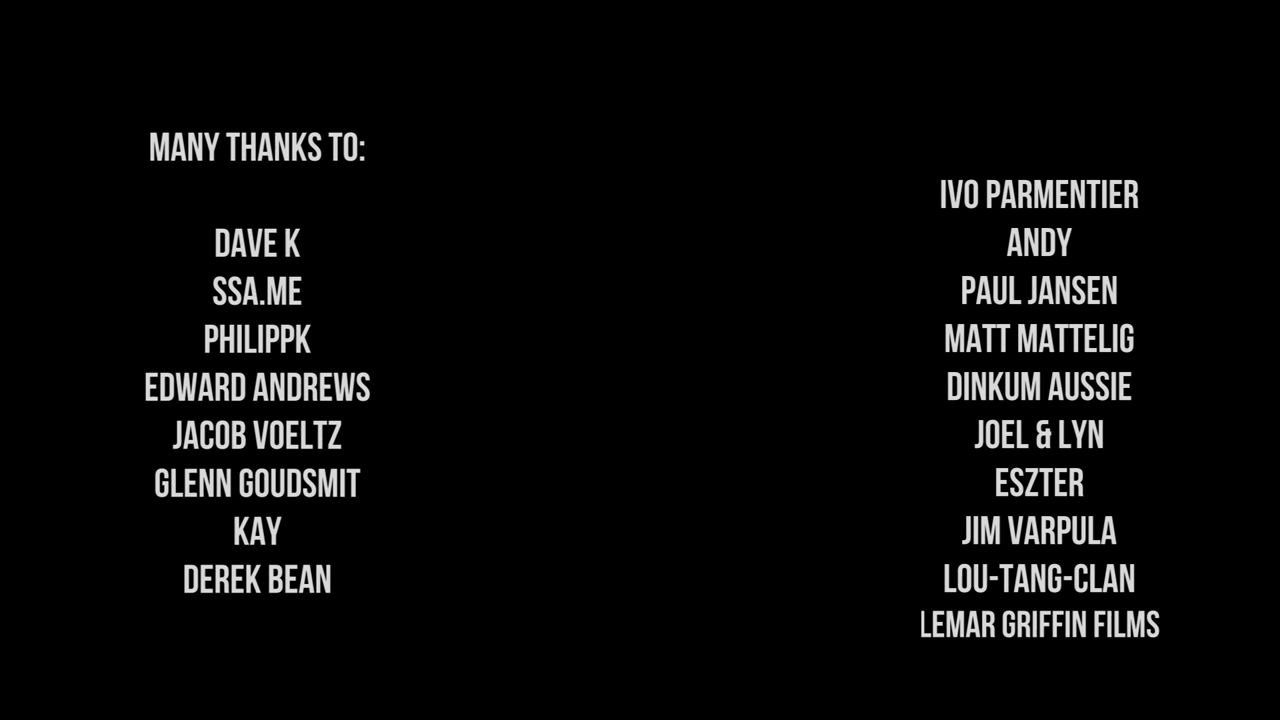 MANY THANKS TO:
DAVE K
SSA.ME
PHILIPPK
EDWARD ANDREWS
JACOB VOELTZ
GLENN GOUDSMIT
KAY
DEREK BEAN
IVO PARMENTIER
ANDY
PAUL JANSEN
MATT MATTELIG
DINKUM AUSSIE
JOEL & LYN
ESZTER
JIM VARPULA
LOU-TANG-CLAN
LEMAR GRIFFIN FILMS